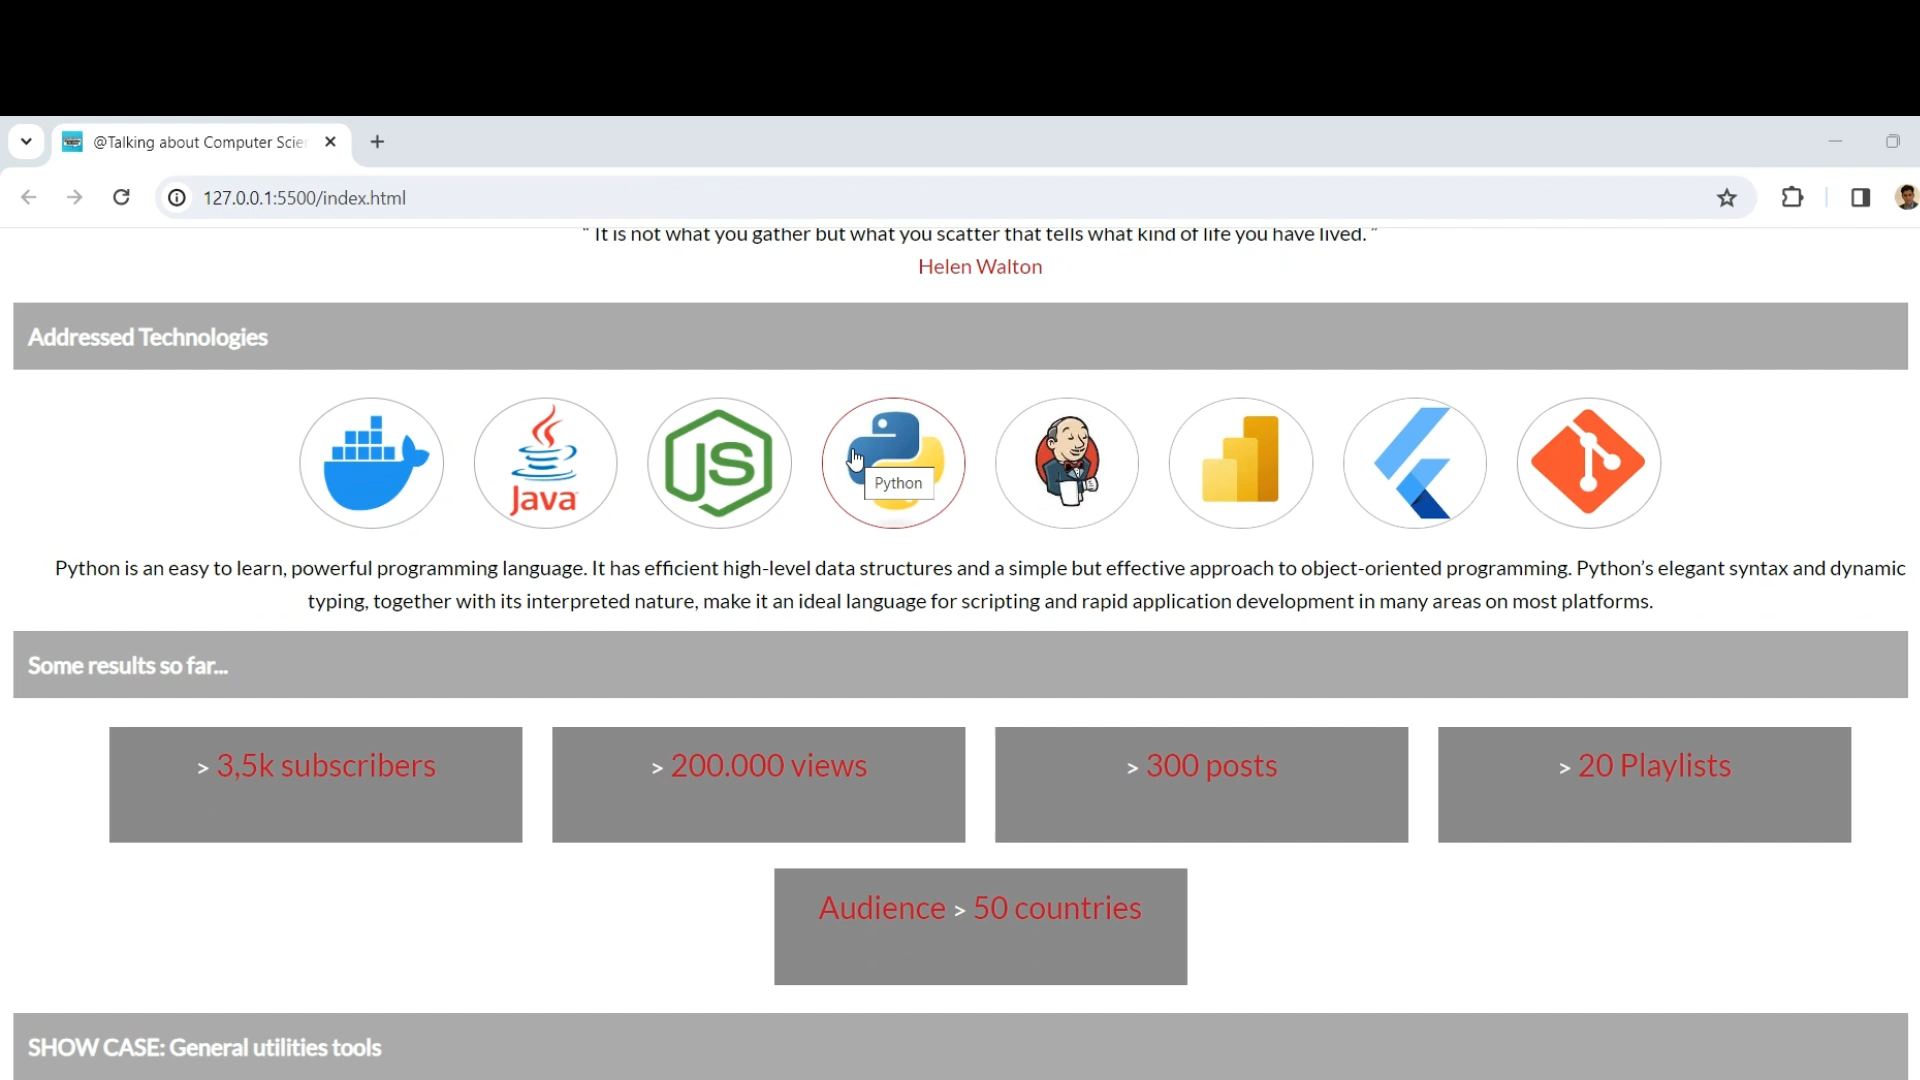 @Talking about Computer Scie
127.0.0.1:5500/index.html
“ It is not what you gather but what you scatter that tells what kind of life you have lived. ”
Helen Walton
Addressed Technologies
Java
JS
Python
Python is an easy to learn, powerful programming language. It has efficient high-level data structures and a simple but effective approach to object-oriented programming. Python’s elegant syntax and dynamic
typing, together with its interpreted nature, make it an ideal language for scripting and rapid application development in many areas on most platforms.
Some results so far...
> 3,5k subscribers
> 200.000 views
> 300 posts
> 20 Playlists
Audience > 50 countries
SHOW CASE: General utilities tools